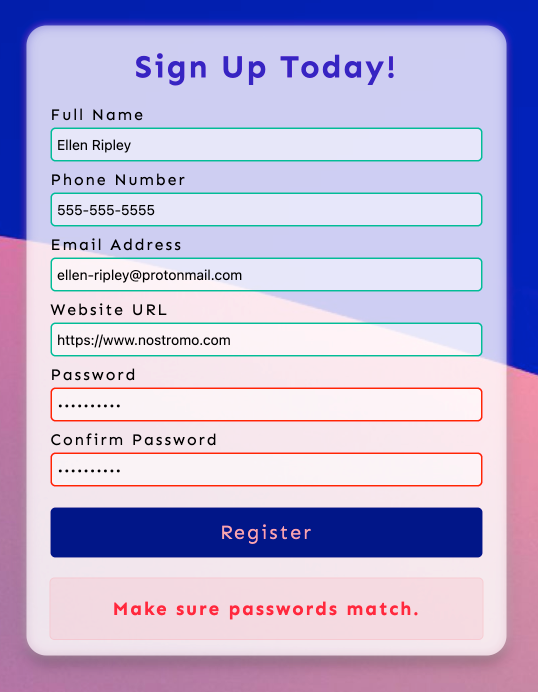 Sign Up Today!
Full Name
Ellen Ripley
Phone Number
555-555-5555
Email Address
ellen-ripley@protonmail.com
Website URL
https://www.nostromo.com
Password
••••••••••
Confirm Password
••••••••••
Register
Make sure passwords match.